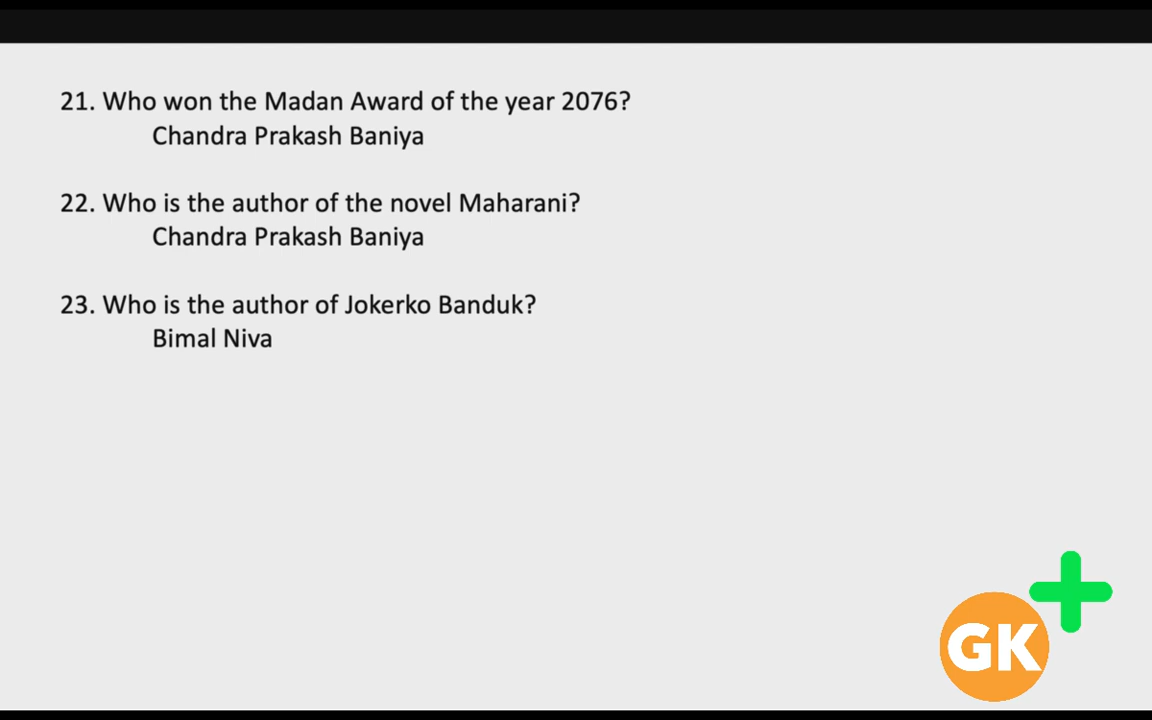 21. Who won the Madan Award of the year 2076?
Chandra Prakash Baniya
22. Who is the author of the novel Maharani?
Chandra Prakash Baniya
23. Who is the author of Jokerko Banduk?
Bimal Niva
GK